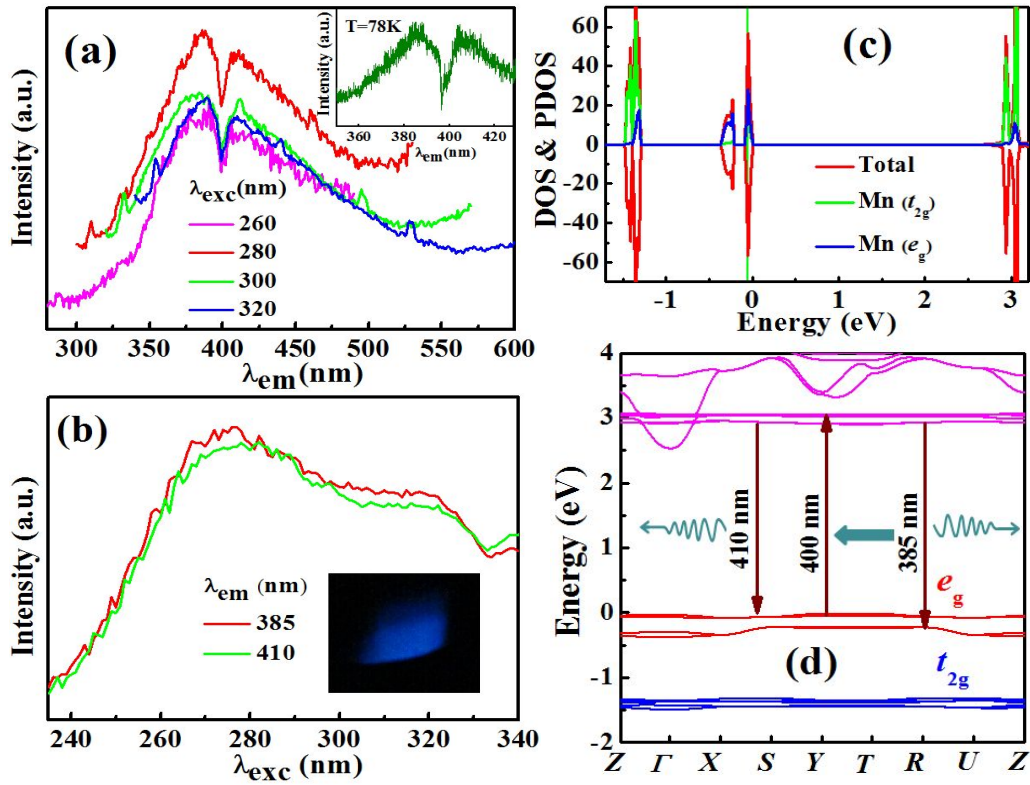 (a)
T=78K
Intensity (a.u.)
360 380 400 420
λem(nm)
Intensity (a.u.)
λexc(nm)
260
280
300
320
300 350 400 450 500 550 600
λem(nm)
(b)
Intensity (a.u.)
λem (nm)
385
410
240 260 280 300 320 340
λexc(nm)
(c)
DOS & PDOS
60
40
20
0
-20
-40
-60
Total
Mn (t2g)
Mn (eg)
-1 0 1 2 3
Energy (eV)
Energy (eV)
4
3
2
1
0
-1
-2
410 nm
400 nm
385 nm
eg
t2g
(d)
Z Γ X S Y T R U Z